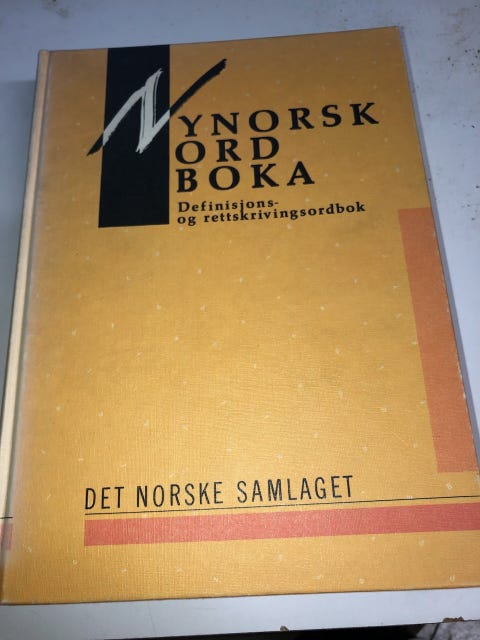 NYNORSK
ORD
BOKA
Definisjons-
og rettskrivingsordbok
DET NORSKE SAMLAGET